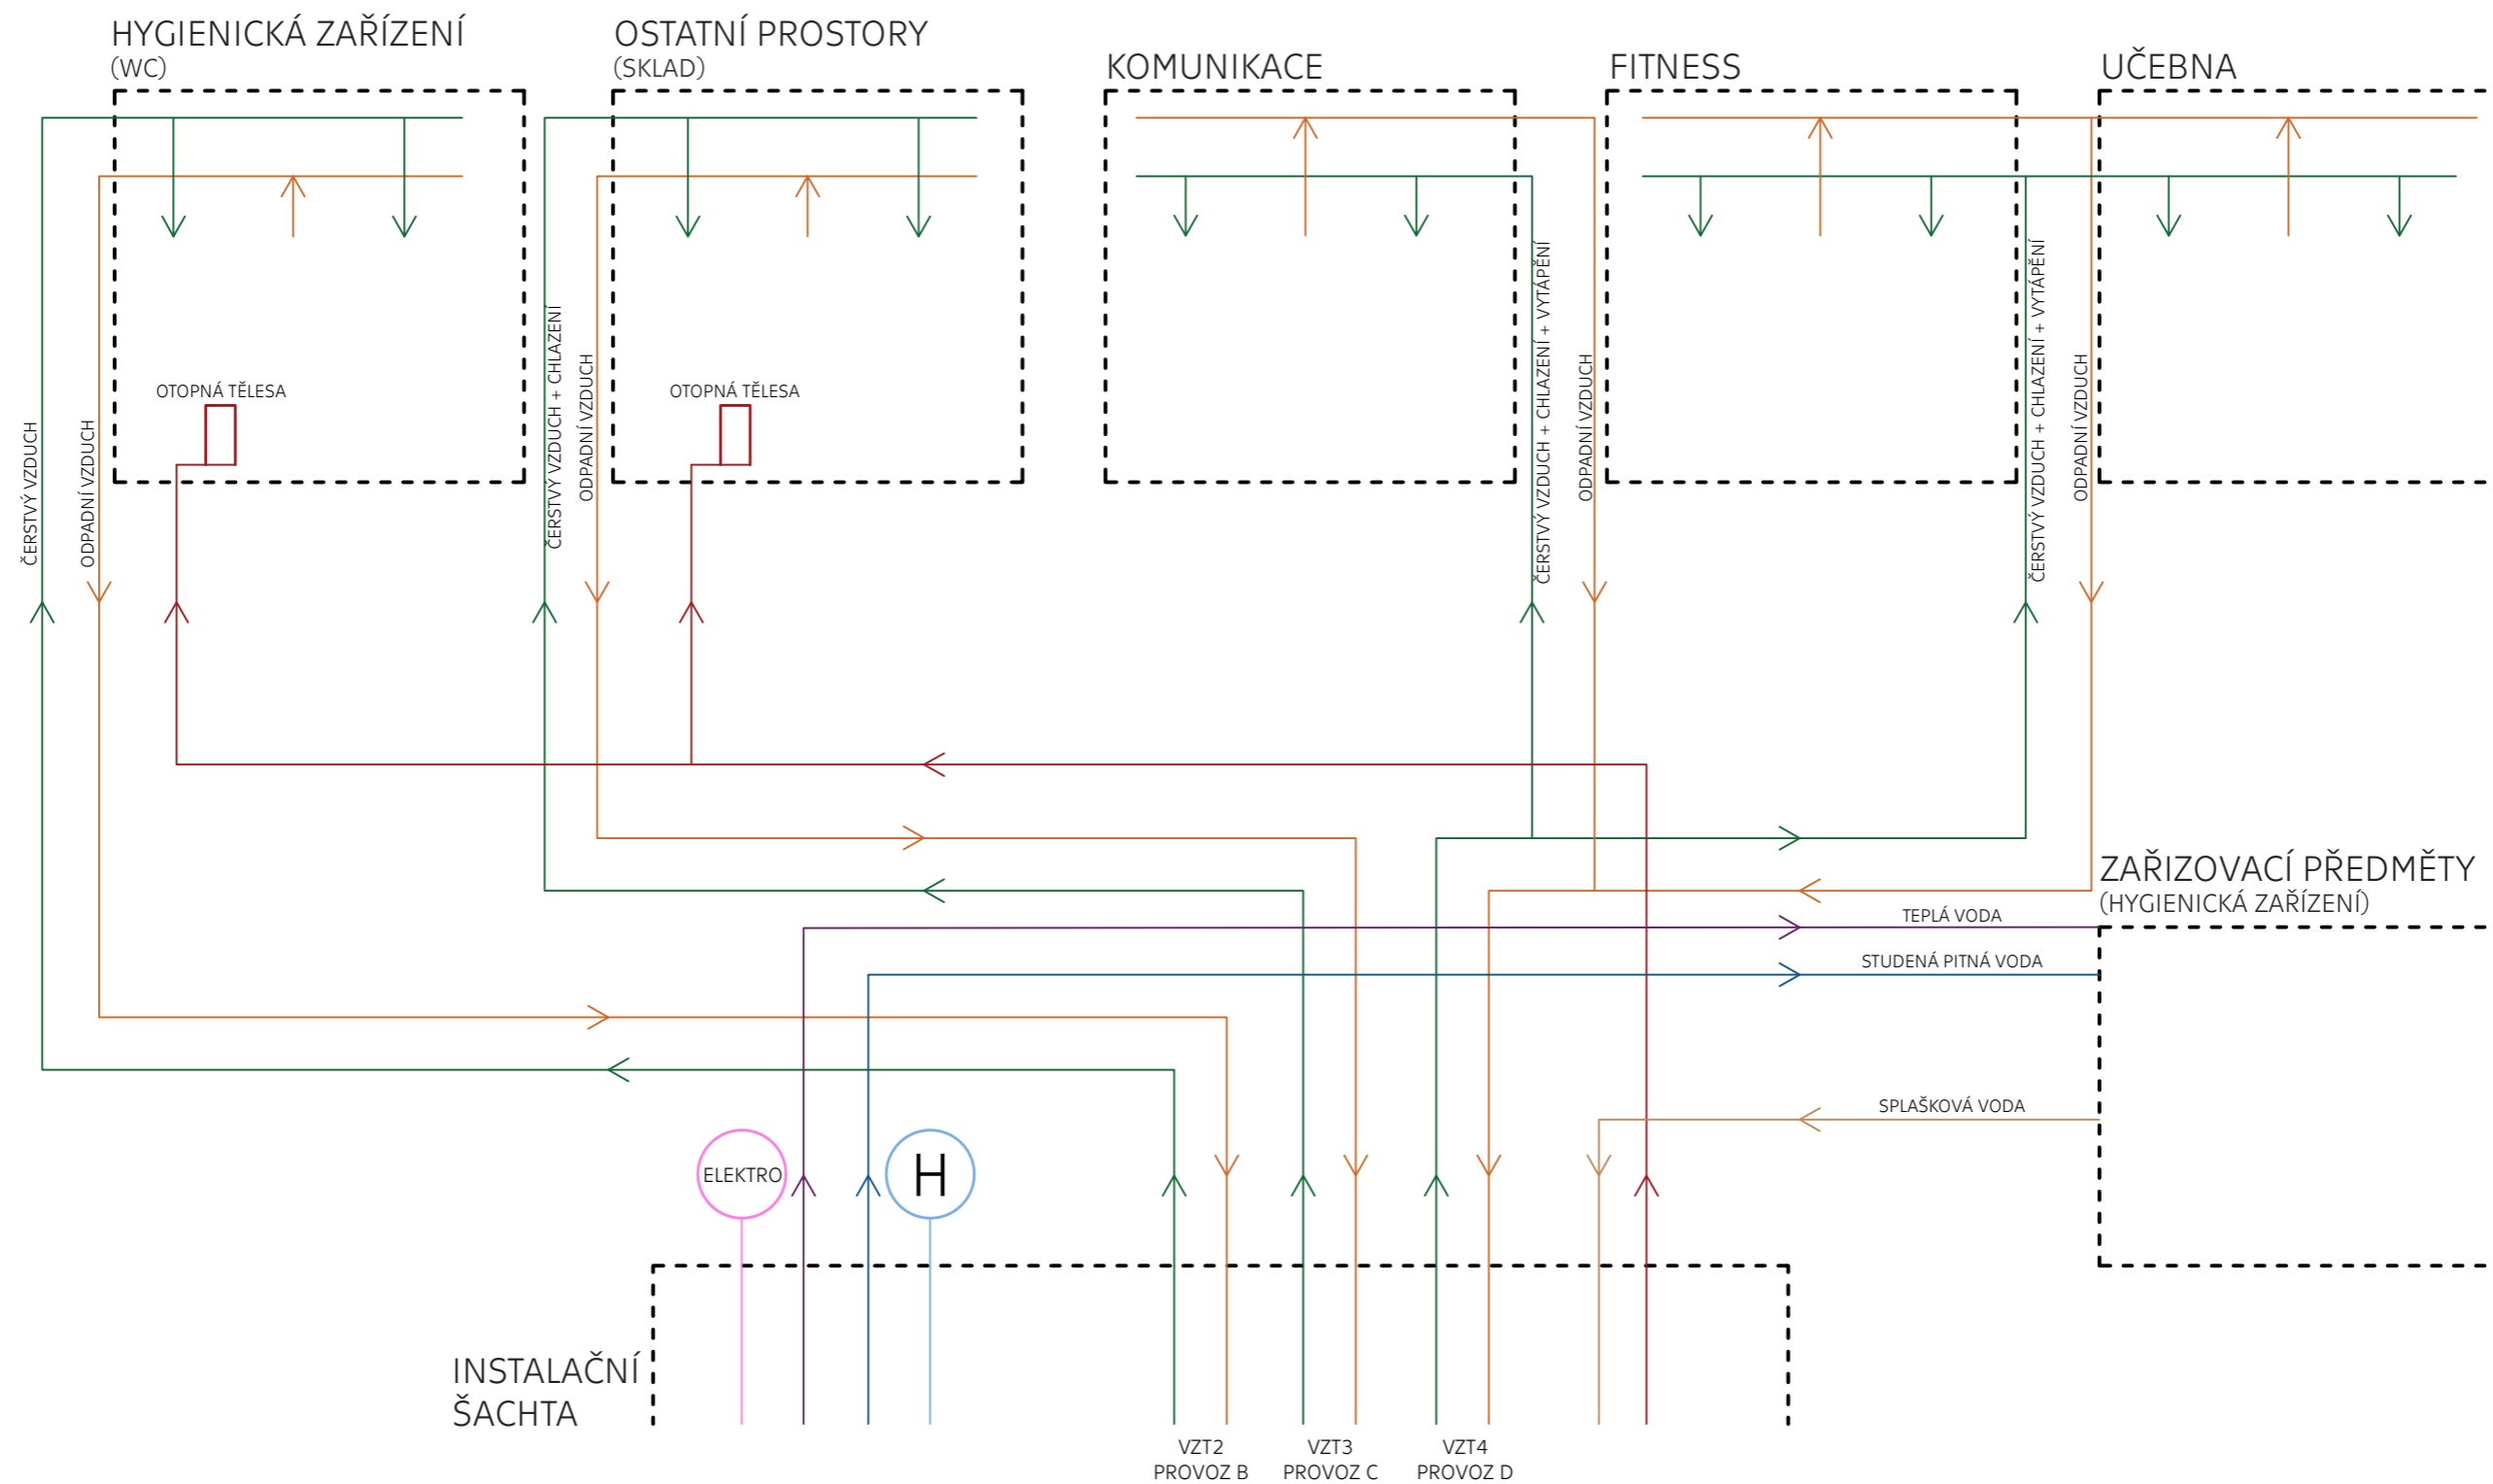 HYGIENICKÁ ZAŘÍZENÍ
(WC)
OSTATNÍ PROSTORY
(SKLAD)
KOMUNIKACE
FITNESS
UČEBNA
OTOPNÁ TĚLESA
OTOPNÁ TĚLESA
ČERSTVÝ VZDUCH
ODPADNÍ VZDUCH
ČERSTVÝ VZDUCH + CHLAZENÍ
ODPADNÍ VZDUCH
ČERSTVÝ VZDUCH + CHLAZENÍ + VYTÁPĚNÍ
ODPADNÍ VZDUCH
ČERSTVÝ VZDUCH + CHLAZENÍ + VYTÁPĚNÍ
ODPADNÍ VZDUCH
ZAŘIZOVACÍ PŘEDMĚTY
(HYGIENICKÁ ZAŘÍZENÍ)
TEPLÁ VODA
STUDENÁ PITNÁ VODA
SPLAŠKOVÁ VODA
ELEKTRO
H
INSTALAČNÍ
ŠACHTA
VZT2
PROVOZ B
VZT3
PROVOZ C
VZT4
PROVOZ D